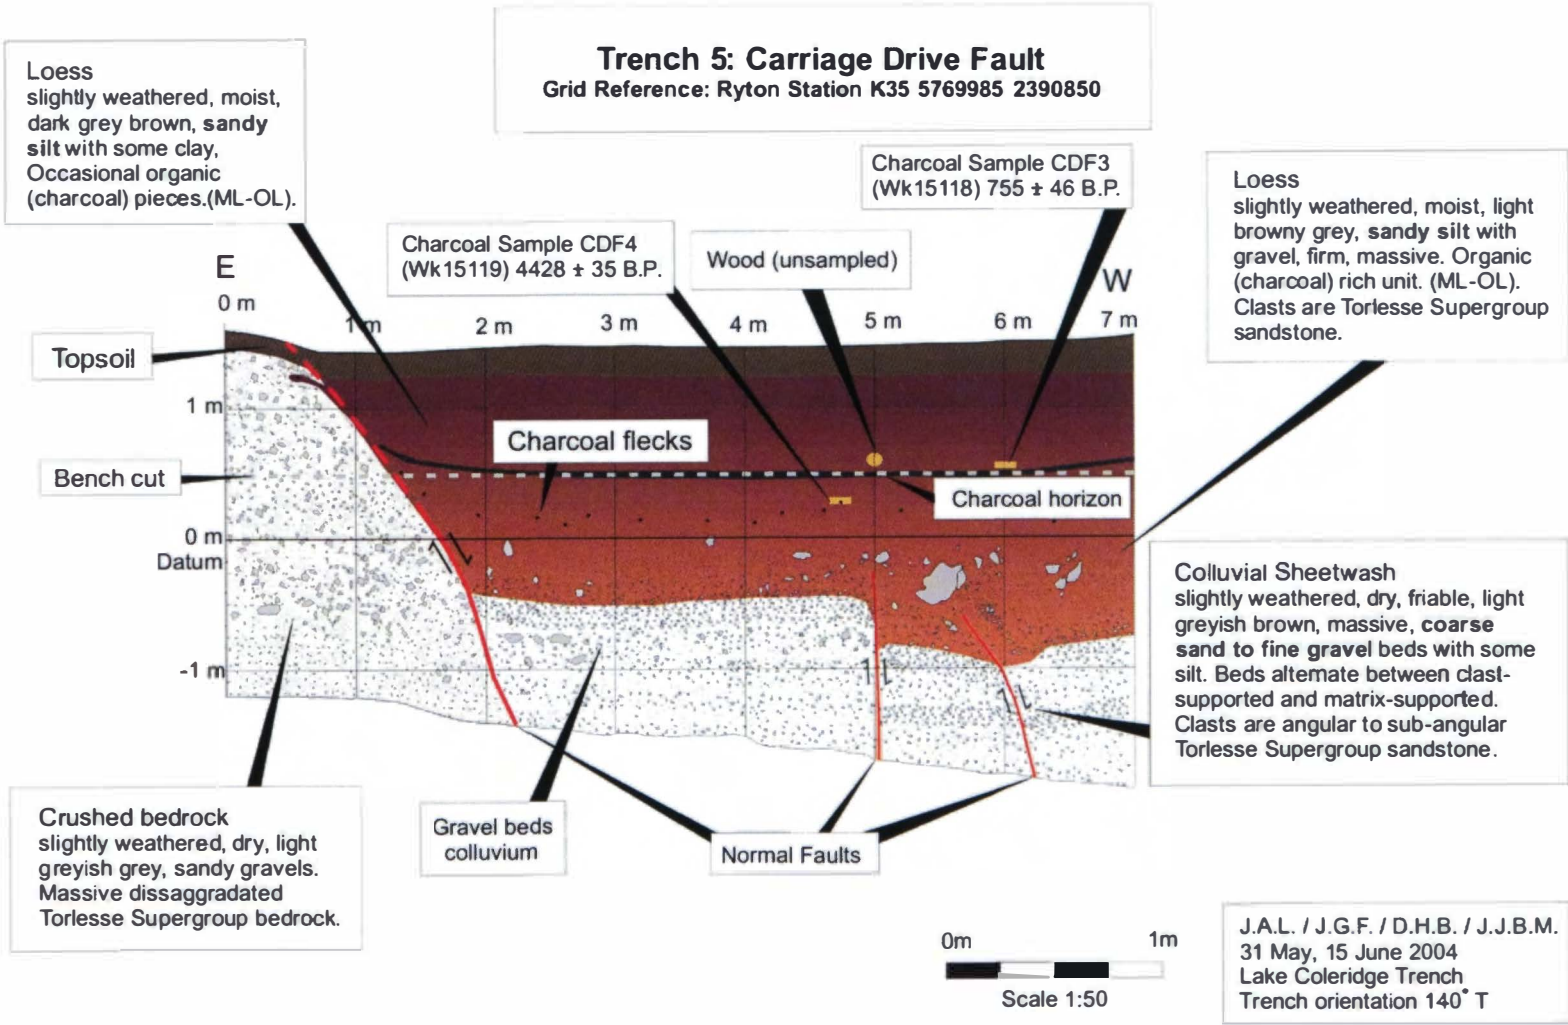 Trench 5: Carriage Drive Fault
Grid Reference: Ryton Station K35 5769985 2390850
Loess
slightly weathered, moist,
dark grey brown, sandy
silt with some clay,
Occasional organic
(charcoal) pieces.(ML-OL).
Charcoal Sample CDF4
(Wk15119) 4428 ± 35 B.P.
Wood (unsampled)
Charcoal Sample CDF3
(Wk15118) 755 ± 46 B.P.
Loess
slightly weathered, moist, light
browny grey, sandy silt with
gravel, firm, massive. Organic
(charcoal) rich unit. (ML-OL).
Clasts are Torlesse Supergroup
sandstone.
E
W
0 m
1 m
2 m
3 m
4 m
5 m
6 m
7 m
Topsoil
1 m
Charcoal flecks
Bench cut
Charcoal horizon
0 m
Datum
-1 m
Colluvial Sheetwash
slightly weathered, dry, friable, light
greyish brown, massive, coarse
sand to fine gravel beds with some
silt. Beds alternate between clast-
supported and matrix-supported.
Clasts are angular to sub-angular
Torlesse Supergroup sandstone.
Crushed bedrock
slightly weathered, dry, light
greyish grey, sandy gravels.
Massive dissaggradated
Torlesse Supergroup bedrock.
Gravel beds
colluvium
Normal Faults
0m
1m
Scale 1:50
J.A.L. / J.G.F. / D.H.B. / J.J.B.M.
31 May, 15 June 2004
Lake Coleridge Trench
Trench orientation 140° T